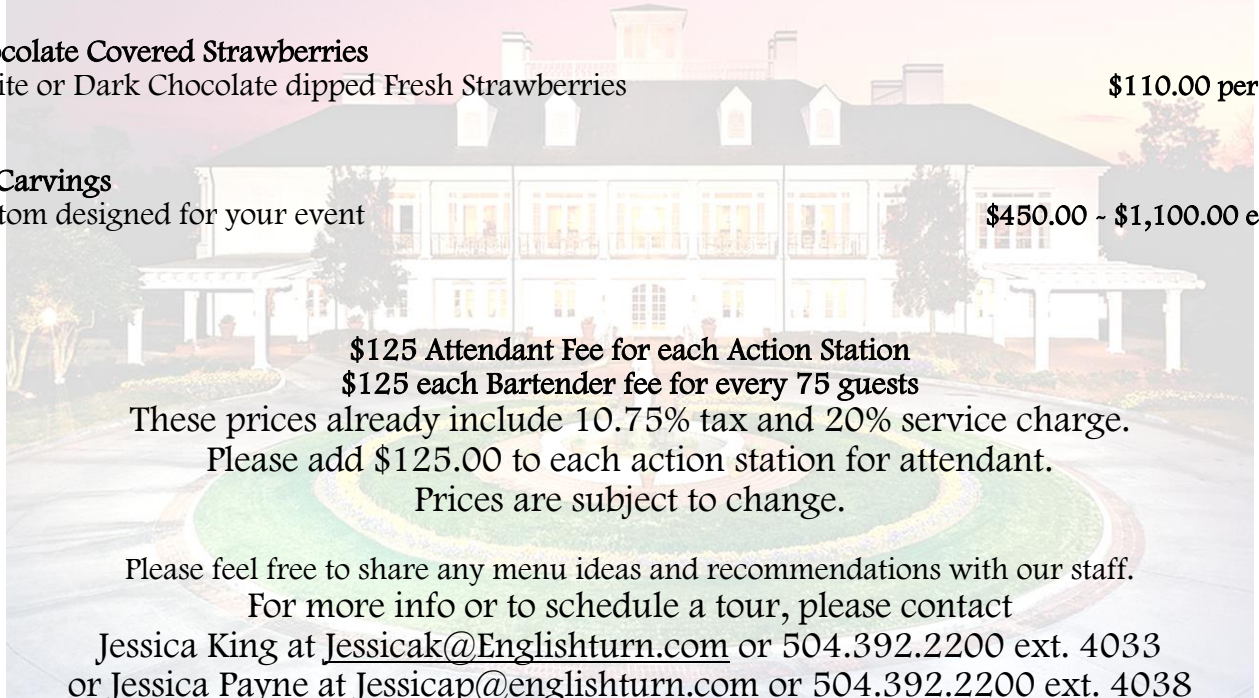 ocolate Covered Strawberries
ite or Dark Chocolate dipped Fresh Strawberries $110.00 per
Carvings
tom designed for your event $450.00 ~ $1,100.00 e
$125 Attendant Fee for each Action Station
$125 each Bartender fee for every 75 guests
These prices already include 10.75% tax and 20% service charge.
Please add $125.00 to each action station for attendant.
Prices are subject to change.
Please feel free to share any menu ideas and recommendations with our staff.
For more info or to schedule a tour, please contact
Jessica King at Jessicak@Englishturn.com or 504.392.2200 ext. 4033
or Jessica Payne at Jessicap@englishturn.com or 504.392.2200 ext. 4038